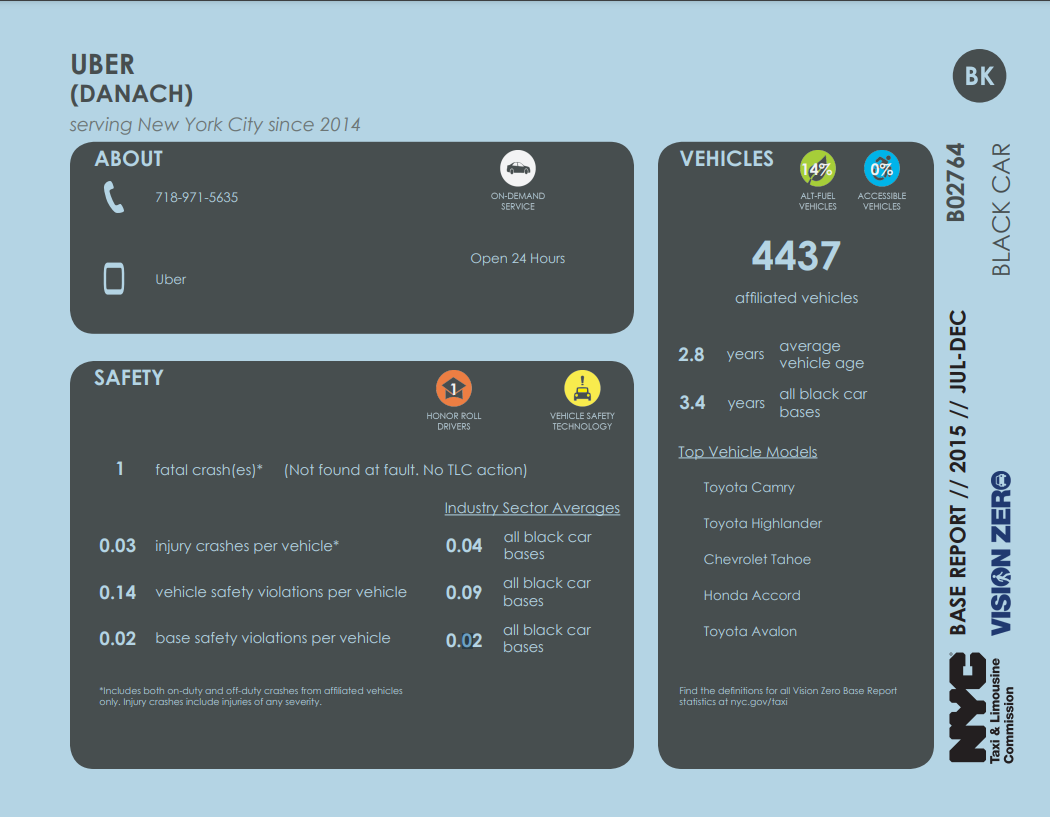 UBER
(DANACH)
serving New York City since 2014
BK
ABOUT
718-971-5635
ON-DEMAND
SERVICE
Open 24 Hours
Uber
SAFETY
1
HONOR ROLL
DRIVERS
VEHICLE SAFETY
TECHNOLOGY
1 fatal crash(es)* (Not found at fault. No TLC action)
Industry Sector Averages
0.03 injury crashes per vehicle* 0.04 all black car
bases
0.14 vehicle safety violations per vehicle 0.09 all black car
bases
0.02 base safety violations per vehicle 0.02 all black car
bases
*Includes both on-duty and off-duty crashes from affiliated vehicles
only. Injury crashes include injuries of any severity.
VEHICLES
14%
ALT-FUEL
VEHICLES
0%
ACCESSIBLE
VEHICLES
4437
affiliated vehicles
2.8 years average
vehicle age
3.4 years all black car
bases
Top Vehicle Models
Toyota Camry
Toyota Highlander
Chevrolet Tahoe
Honda Accord
Toyota Avalon
Find the definitions for all Vision Zero Base Report
statistics at nyc.gov/taxi
B02764
BLACK CAR
BASE REPORT // 2015 // JUL-DEC
VISION ZERO
NYC
Taxi & Limousine
Commission